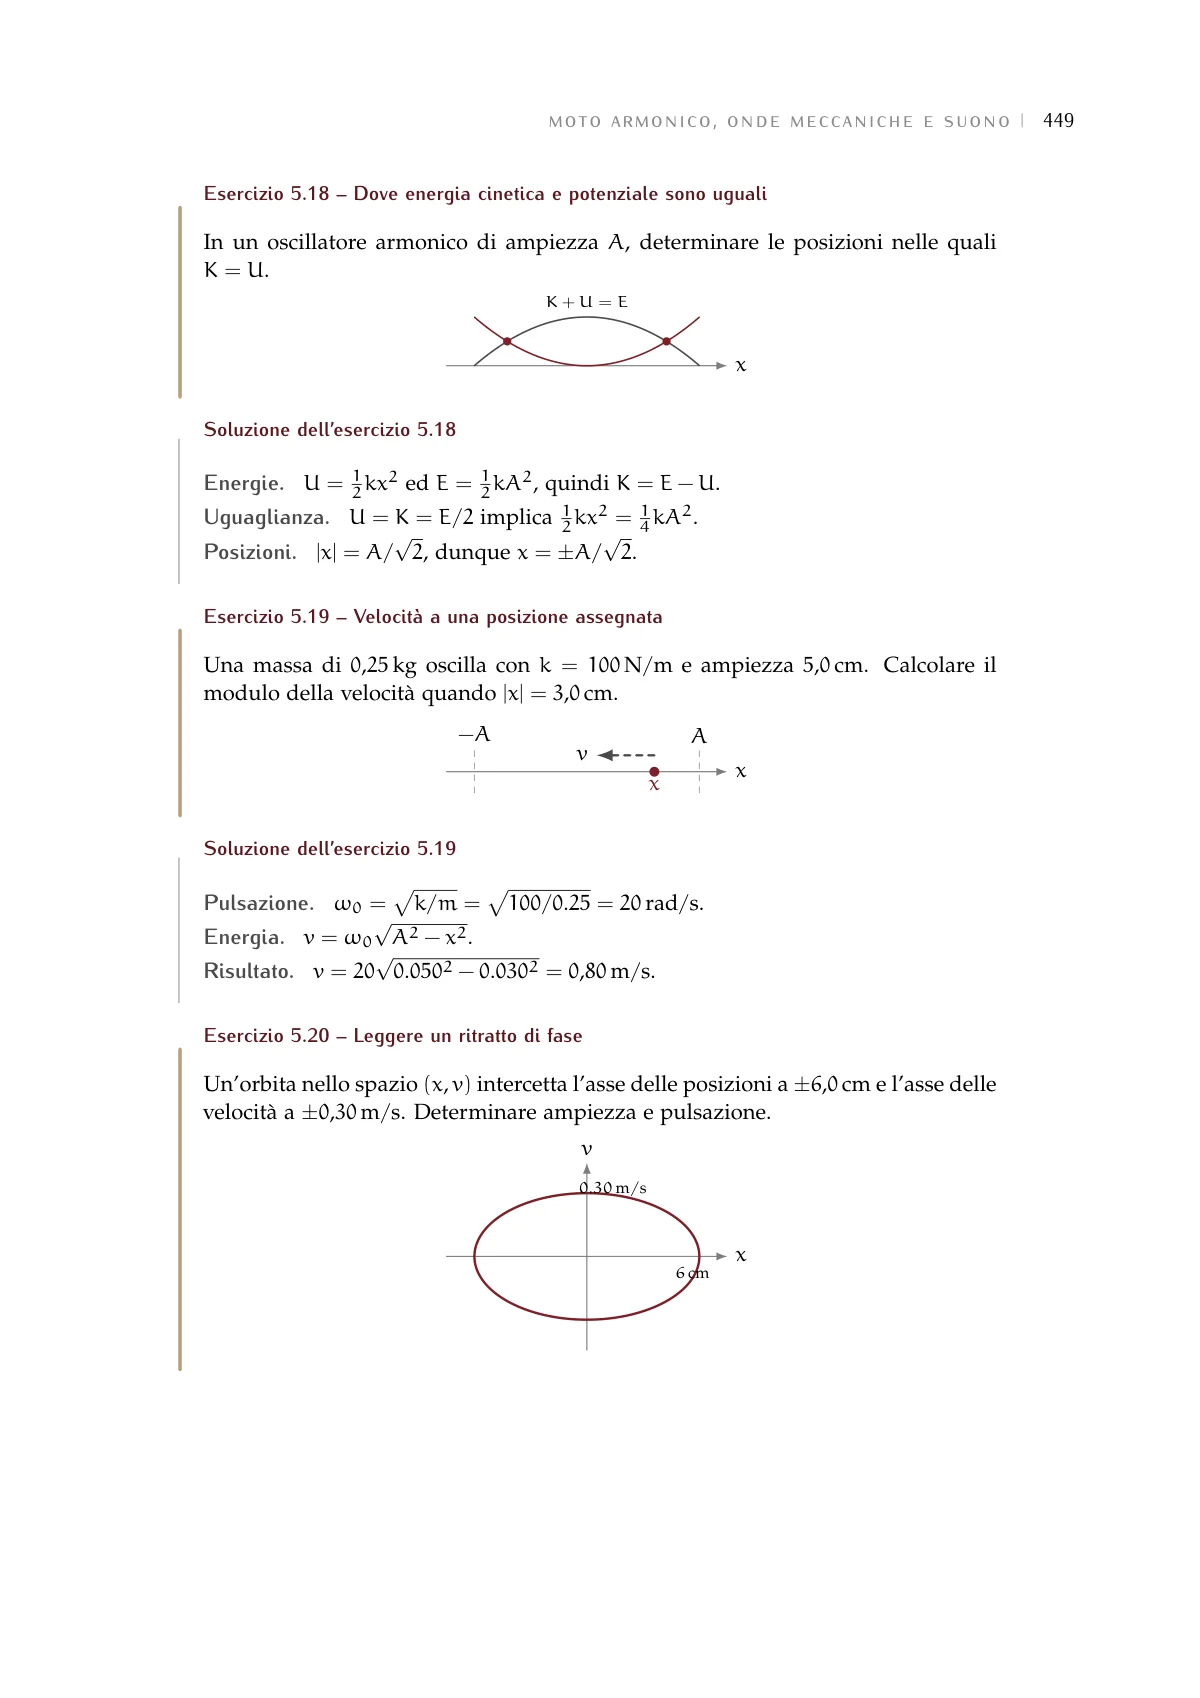 MOTO ARMONICO, ONDE MECCANICHE E SUONO | 449
Esercizio 5.18 – Dove energia cinetica e potenziale sono uguali
In un oscillatore armonico di ampiezza A, determinare le posizioni nelle quali
K = U.
K + U = E
x
Soluzione dell'esercizio 5.18
Energie. U = ½kx² ed E = ½kA², quindi K = E − U.
Uguaglianza. U = K = E/2 implica ½kx² = ¼kA².
Posizioni. |x| = A/√2, dunque x = ±A/√2.
Esercizio 5.19 – Velocità a una posizione assegnata
Una massa di 0,25 kg oscilla con k = 100 N/m e ampiezza 5,0 cm. Calcolare il
modulo della velocità quando |x| = 3,0 cm.
−A A
v
x
x
Soluzione dell'esercizio 5.19
Pulsazione. ω₀ = √(k/m) = √(100/0.25) = 20 rad/s.
Energia. v = ω₀√(A² − x²).
Risultato. v = 20√(0.050² − 0.030²) = 0,80 m/s.
Esercizio 5.20 – Leggere un ritratto di fase
Un'orbita nello spazio (x, v) intercetta l'asse delle posizioni a ±6,0 cm e l'asse delle
velocità a ±0,30 m/s. Determinare ampiezza e pulsazione.
v
0.30 m/s
x
6 cm